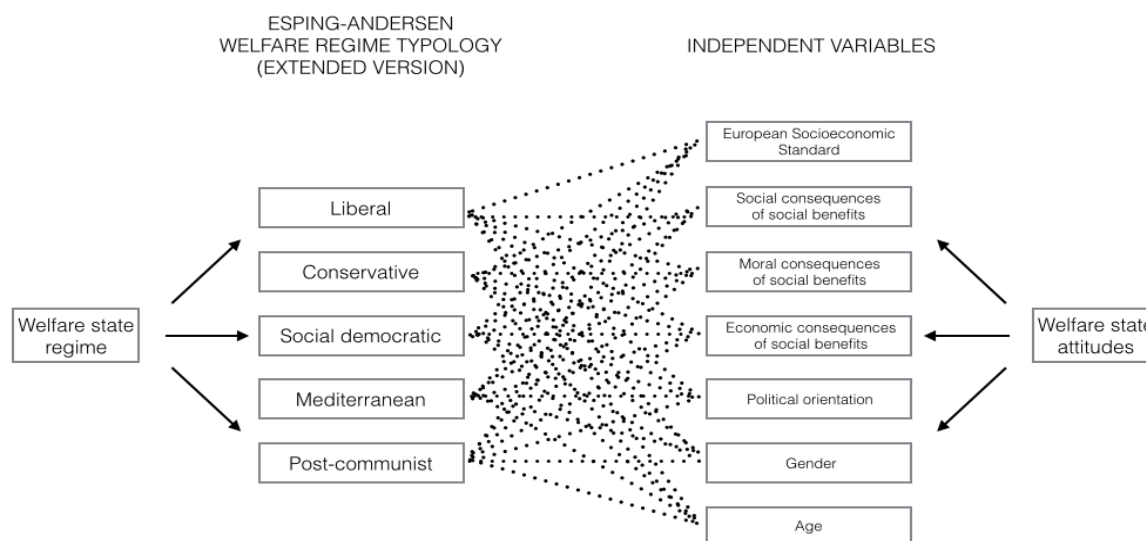 ESPING-ANDERSEN
WELFARE REGIME TYPOLOGY
(EXTENDED VERSION)
INDEPENDENT VARIABLES
Welfare state
regime
Liberal
Conservative
Social democratic
Mediterranean
Post-communist
European Socioeconomic
Standard
Social consequences
of social benefits
Moral consequences
of social benefits
Economic consequences
of social benefits
Political orientation
Gender
Age
Welfare state
attitudes